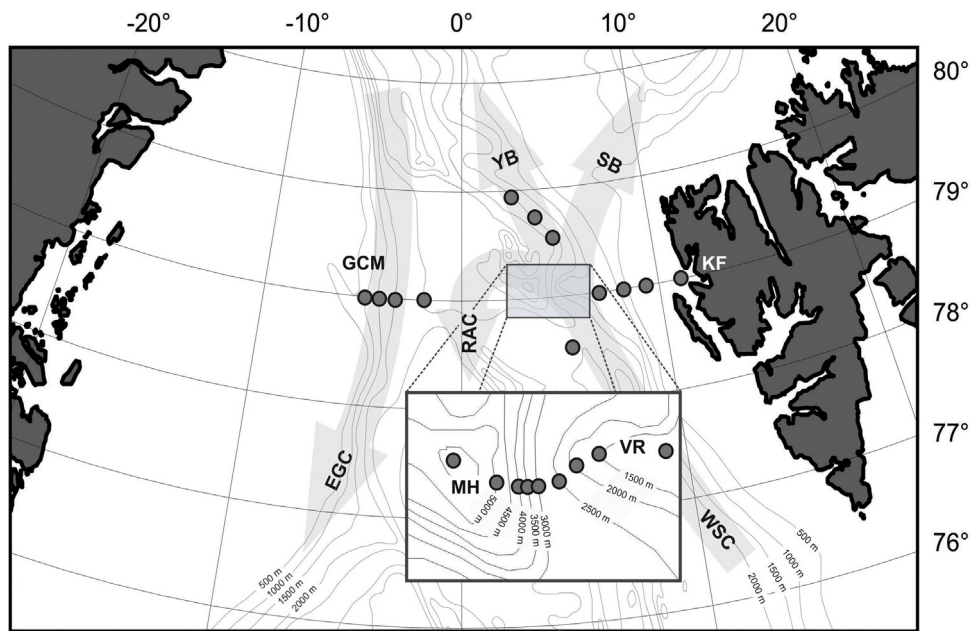 -20° -10° 0° 10° 20°
80°
YB
SB
79°
GCM
KF
78°
RAC
77°
VR
MH
1500 m
2000 m
2500 m
5000 m
4500 m
4000 m
3500 m
3000 m
EGC
WSC
76°
500 m
1000 m
1500 m
2000 m
500 m
1000 m
1500 m
2000 m